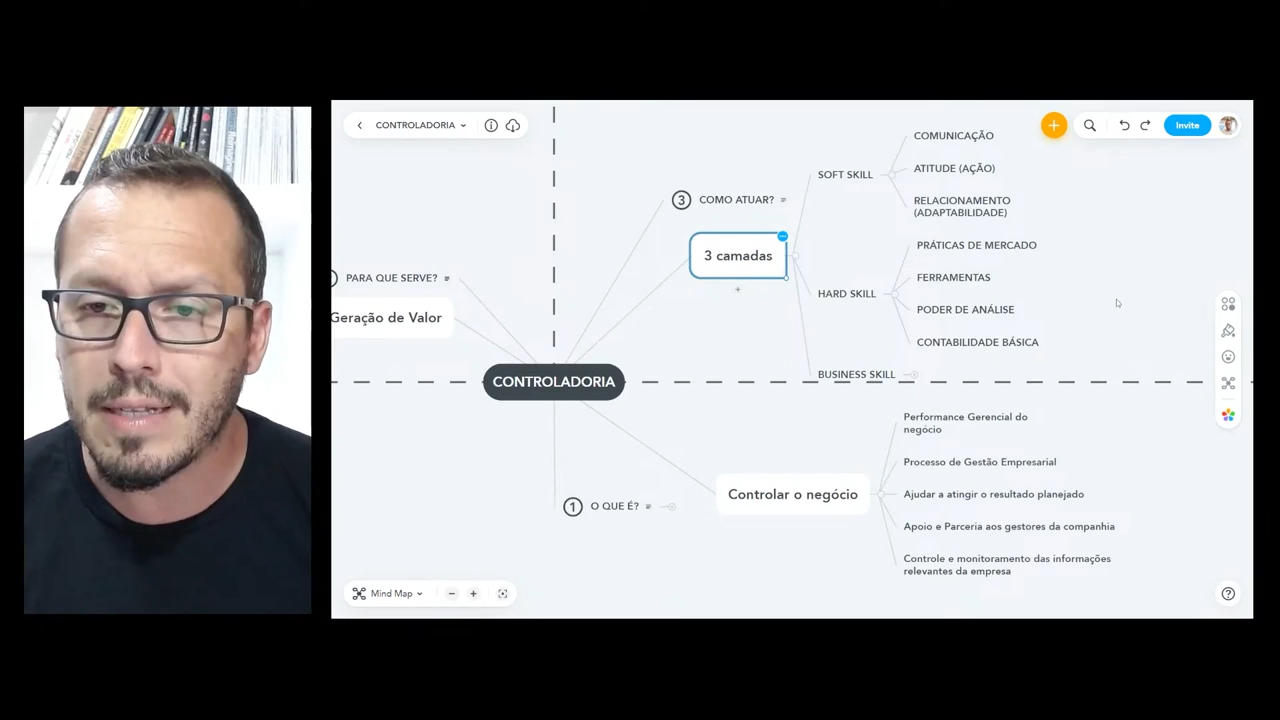 CONTROLADORIA
Invite
COMUNICAÇÃO
SOFT SKILL
ATITUDE (AÇÃO)
RELACIONAMENTO
(ADAPTABILIDADE)
3 COMO ATUAR?
3 camadas
PRÁTICAS DE MERCADO
FERRAMENTAS
HARD SKILL
PODER DE ANÁLISE
CONTABILIDADE BÁSICA
BUSINESS SKILL
PARA QUE SERVE?
Geração de Valor
CONTROLADORIA
Performance Gerencial do
negócio
Processo de Gestão Empresarial
Controlar o negócio
Ajudar a atingir o resultado planejado
Apoio e Parceria aos gestores da companhia
Controle e monitoramento das informações
relevantes da empresa
1 O QUE É?
Mind Map